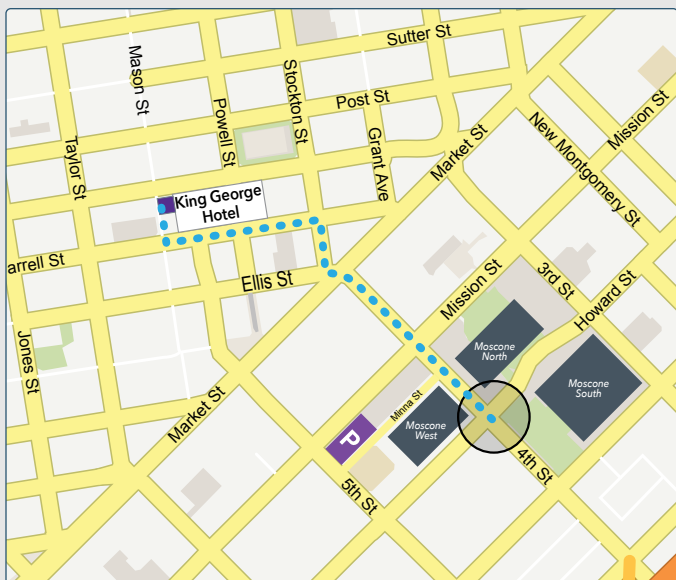 Sutter St
Mason St
Stockton St
Powell St
Post St
Grant Ave
Taylor St
Market St
New Montgomery St
Mission St
King George
Hotel
arrell St
Ellis St
Mission St
3rd St
Howard St
Jones St
Moscone
North
Moscone
South
Market St
Minna St
Moscone
West
P
5th St
4th St